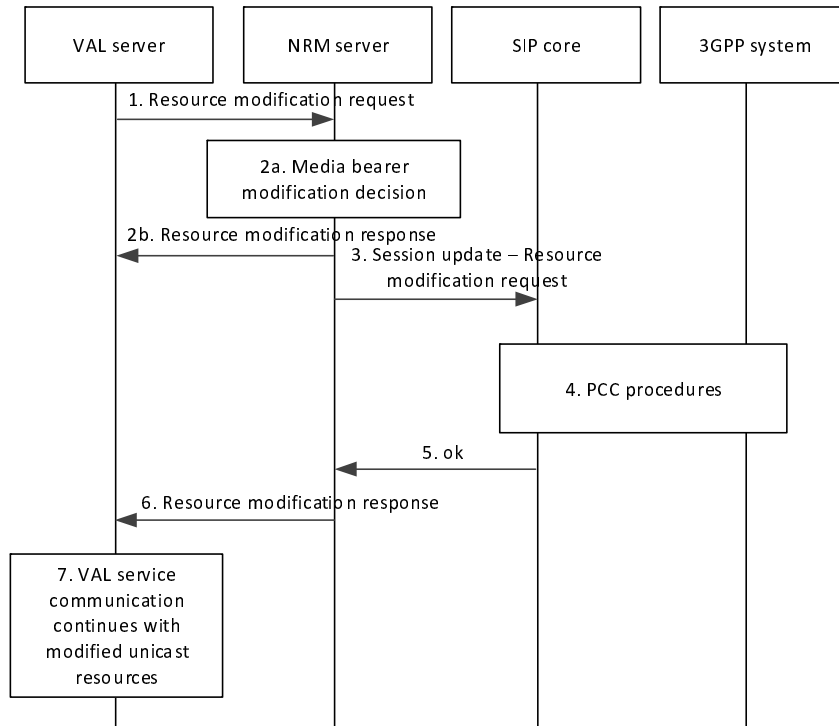 VAL server
NRM server
SIP core
3GPP system
1. Resource modification request
2a. Media bearer
modification decision
2b. Resource modification response
3. Session update – Resource
modification request
4. PCC procedures
5. ok
6. Resource modification response
7. VAL service
communication
continues with
modified unicast
resources